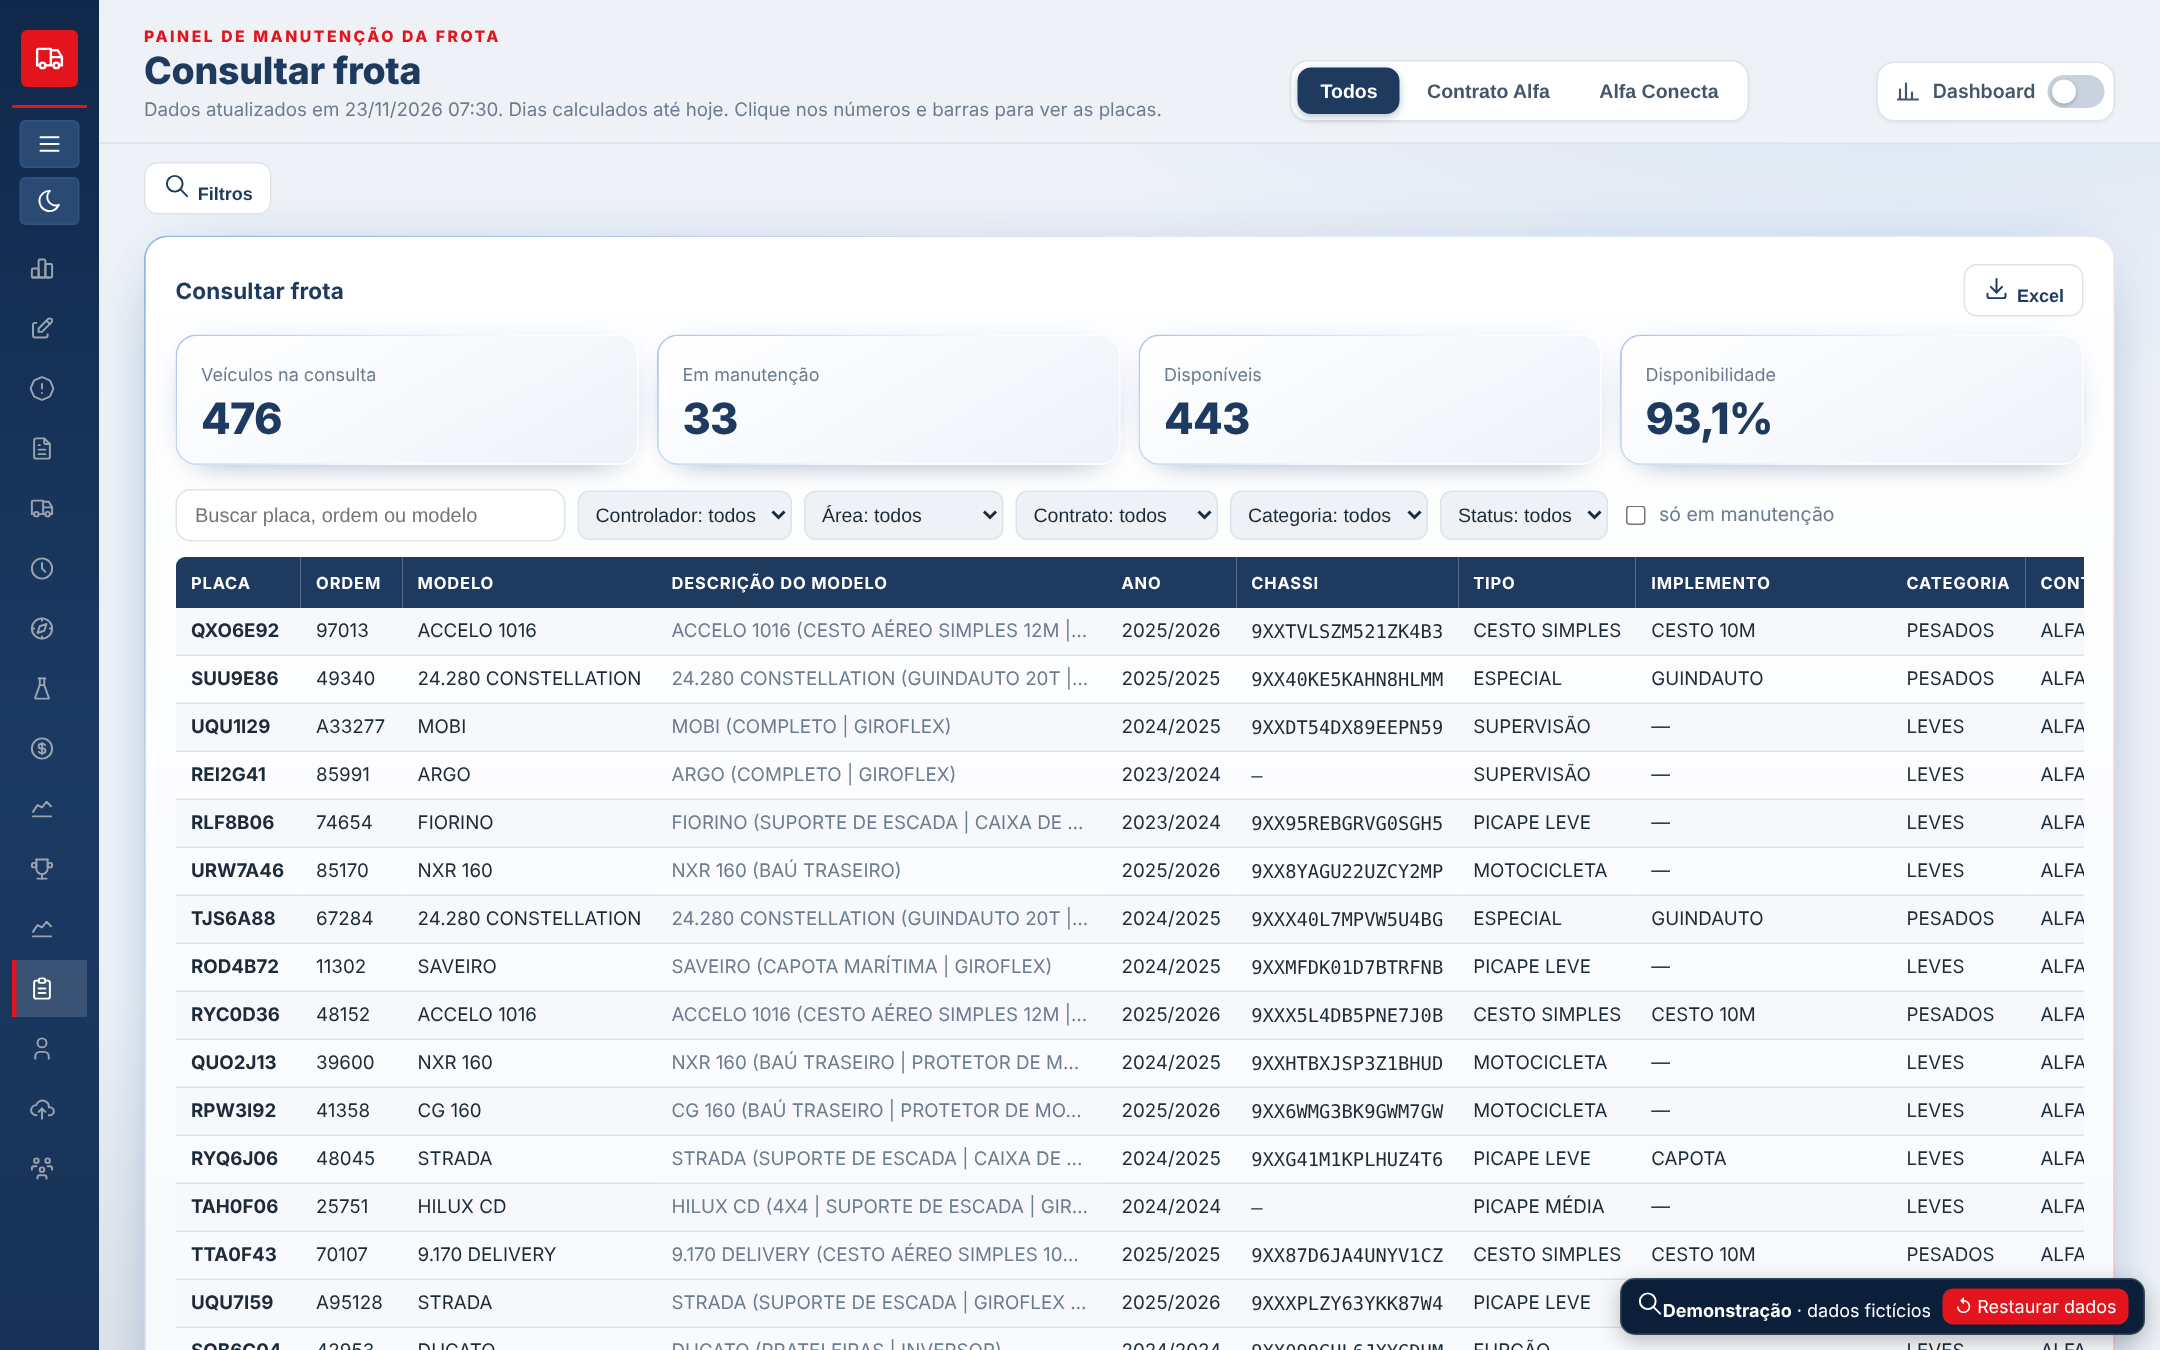 PAINEL DE MANUTENÇÃO DA FROTA
Consultar frota
Dados atualizados em 23/11/2026 07:30. Dias calculados até hoje. Clique nos números e barras para ver as placas.
Todos Contrato Alfa Alfa Conecta
Dashboard
Filtros
Consultar frota
Excel
Veículos na consulta
476
Em manutenção
33
Disponíveis
443
Disponibilidade
93,1%
Buscar placa, ordem ou modelo Controlador: todos Área: todos Contrato: todos Categoria: todos Status: todos só em manutenção
PLACA ORDEM MODELO DESCRIÇÃO DO MODELO ANO CHASSI TIPO IMPLEMENTO CATEGORIA CONT
QXO6E92 97013 ACCELO 1016 ACCELO 1016 (CESTO AÉREO SIMPLES 12M |... 2025/2026 9XXTVLSZM521ZK4B3 CESTO SIMPLES CESTO 10M PESADOS ALFA
SUU9E86 49340 24.280 CONSTELLATION 24.280 CONSTELLATION (GUINDAUTO 20T |... 2025/2025 9XX40KE5KAHN8HLMM ESPECIAL GUINDAUTO PESADOS ALFA
UQU1I29 A33277 MOBI MOBI (COMPLETO | GIROFLEX) 2024/2025 9XXDT54DX89EEPN59 SUPERVISÃO — LEVES ALFA
REI2G41 85991 ARGO ARGO (COMPLETO | GIROFLEX) 2023/2024 — SUPERVISÃO — LEVES ALFA
RLF8B06 74654 FIORINO FIORINO (SUPORTE DE ESCADA | CAIXA DE ... 2023/2024 9XX95REBGRVG0SGH5 PICAPE LEVE — LEVES ALFA
URW7A46 85170 NXR 160 NXR 160 (BAÚ TRASEIRO) 2025/2026 9XX8YAGU22UZCY2MP MOTOCICLETA — LEVES ALFA
TJS6A88 67284 24.280 CONSTELLATION 24.280 CONSTELLATION (GUINDAUTO 20T |... 2024/2025 9XXX40L7MPVW5U4BG ESPECIAL GUINDAUTO PESADOS ALFA
ROD4B72 11302 SAVEIRO SAVEIRO (CAPOTA MARÍTIMA | GIROFLEX) 2024/2025 9XXMFDK01D7BTRFNB PICAPE LEVE — LEVES ALFA
RYC0D36 48152 ACCELO 1016 ACCELO 1016 (CESTO AÉREO SIMPLES 12M |... 2025/2026 9XXX5L4DB5PNE7J0B CESTO SIMPLES CESTO 10M PESADOS ALFA
QUO2J13 39600 NXR 160 NXR 160 (BAÚ TRASEIRO | PROTETOR DE M... 2024/2025 9XXHTBXJSP3Z1BHUD MOTOCICLETA — LEVES ALFA
RPW3I92 41358 CG 160 CG 160 (BAÚ TRASEIRO | PROTETOR DE MO... 2025/2026 9XX6WMG3BK9GWM7GW MOTOCICLETA — LEVES ALFA
RYQ6J06 48045 STRADA STRADA (SUPORTE DE ESCADA | CAIXA DE ... 2024/2025 9XXG41M1KPLHUZ4T6 PICAPE LEVE CAPOTA LEVES ALFA
TAH0F06 25751 HILUX CD HILUX CD (4X4 | SUPORTE DE ESCADA | GIR... 2024/2024 — PICAPE MÉDIA — LEVES ALFA
TTA0F43 70107 9.170 DELIVERY 9.170 DELIVERY (CESTO AÉREO SIMPLES 10... 2025/2025 9XX87D6JA4UNYV1CZ CESTO SIMPLES CESTO 10M PESADOS ALFA
UQU7I59 A95128 STRADA STRADA (SUPORTE DE ESCADA | GIROFLEX ... 2025/2026 9XXXPLZY63YKK87W4 PICAPE LEVE
Demonstração · dados fictícios Restaurar dados
DUCATO DUCATO (PRATELEIRAS | INVERSOR) 2024/2024 FURGÃO LEVES ALFA